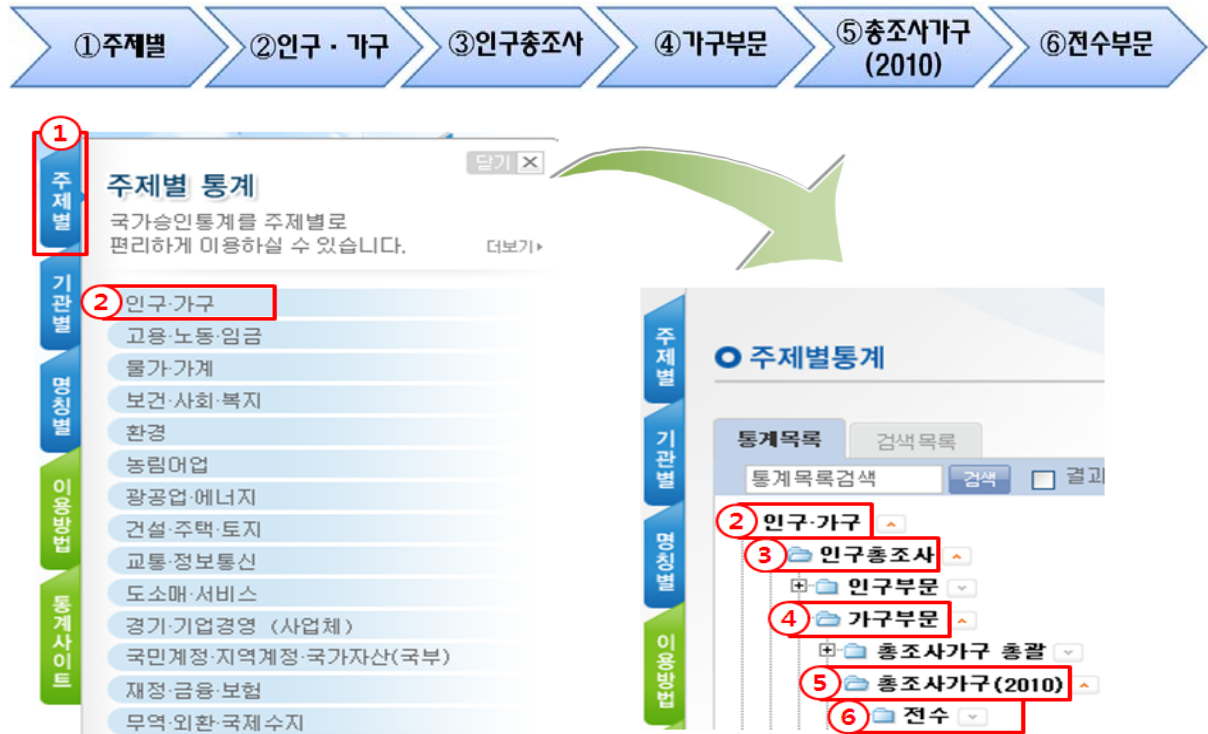 ①주제별
②인구 · 가구
③인구총조사
④가구부문
⑤총조사가구
(2010)
⑥전수부문
1
주제별
기관별
명칭별
이용방법
통계사이트
닫기 X
주제별 통계
국가승인통계를 주제별로
편리하게 이용하실 수 있습니다.
더보기
2 인구·가구
고용·노동·임금
물가·가계
보건·사회·복지
환경
농림어업
광공업·에너지
건설·주택·토지
교통·정보통신
도소매·서비스
경기·기업경영 (사업체)
국민계정·지역계정·국가자산(국부)
재정·금융·보험
무역·외환·국제수지
주제별
기관별
명칭별
이용방법
주제별통계
통계목록
검색목록
통계목록검색 검색 결과
2 인구·가구
3 인구총조사
인구부문
4 가구부문
총조사가구 총괄
5 총조사가구(2010)
6 전수